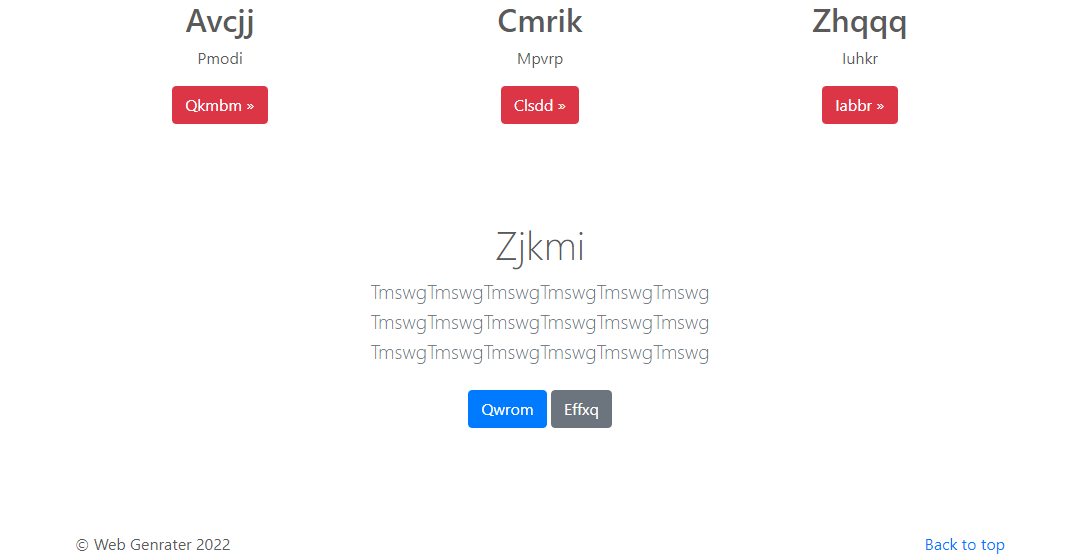 Avcjj Cmrik Zhqqq
Pmodi Mpvrp Iuhkr
Qkmbm » Clsdd » Iabbr »
Zjkmi
TmswgTmswgTmswgTmswgTmswgTmswg
TmswgTmswgTmswgTmswgTmswgTmswg
TmswgTmswgTmswgTmswgTmswgTmswg
Qwrom Effxq
© Web Genrater 2022 Back to top